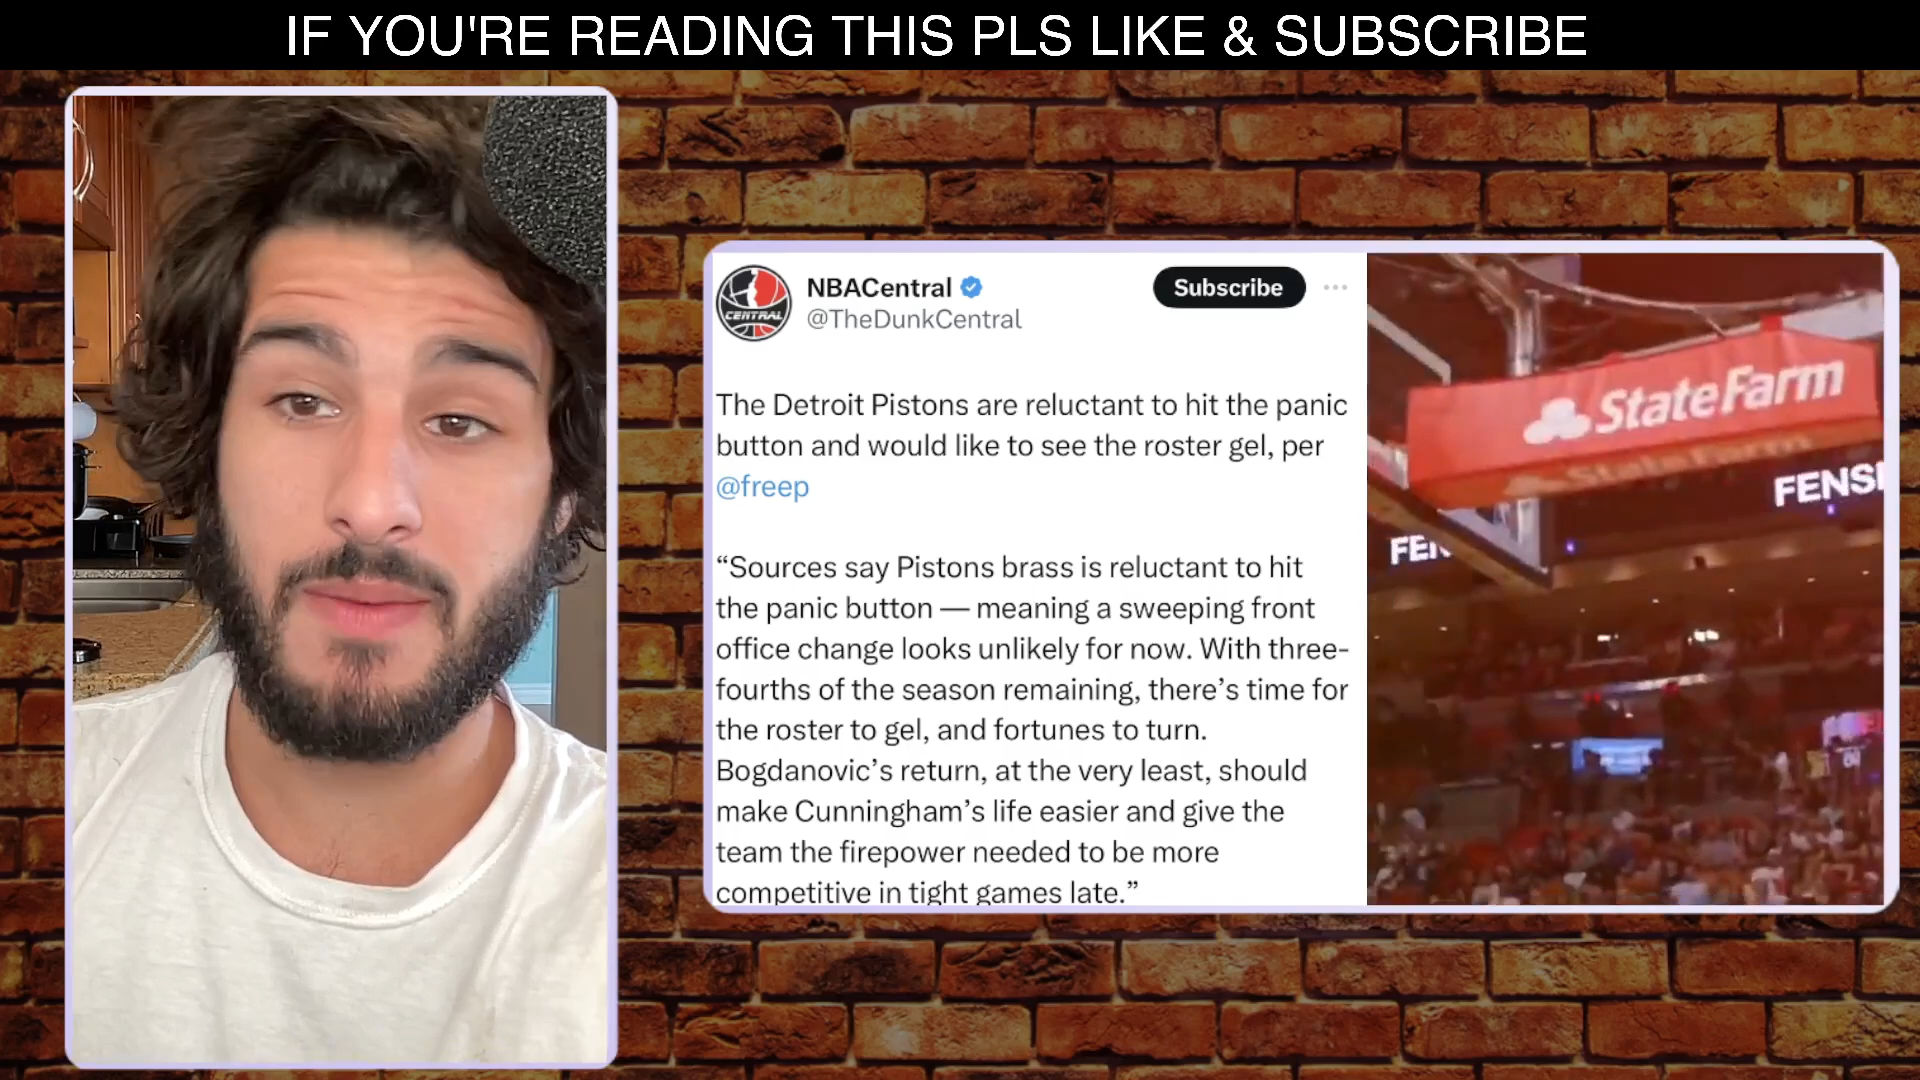 IF YOU'RE READING THIS PLS LIKE & SUBSCRIBE
CENTRAL
NBACentral
@TheDunkCentral
Subscribe
The Detroit Pistons are reluctant to hit the panic
button and would like to see the roster gel, per
@freep
“Sources say Pistons brass is reluctant to hit
the panic button — meaning a sweeping front
office change looks unlikely for now. With three-
fourths of the season remaining, there’s time for
the roster to gel, and fortunes to turn.
Bogdanovic’s return, at the very least, should
make Cunningham’s life easier and give the
team the firepower needed to be more
competitive in tight games late.”
StateFarm
FENS